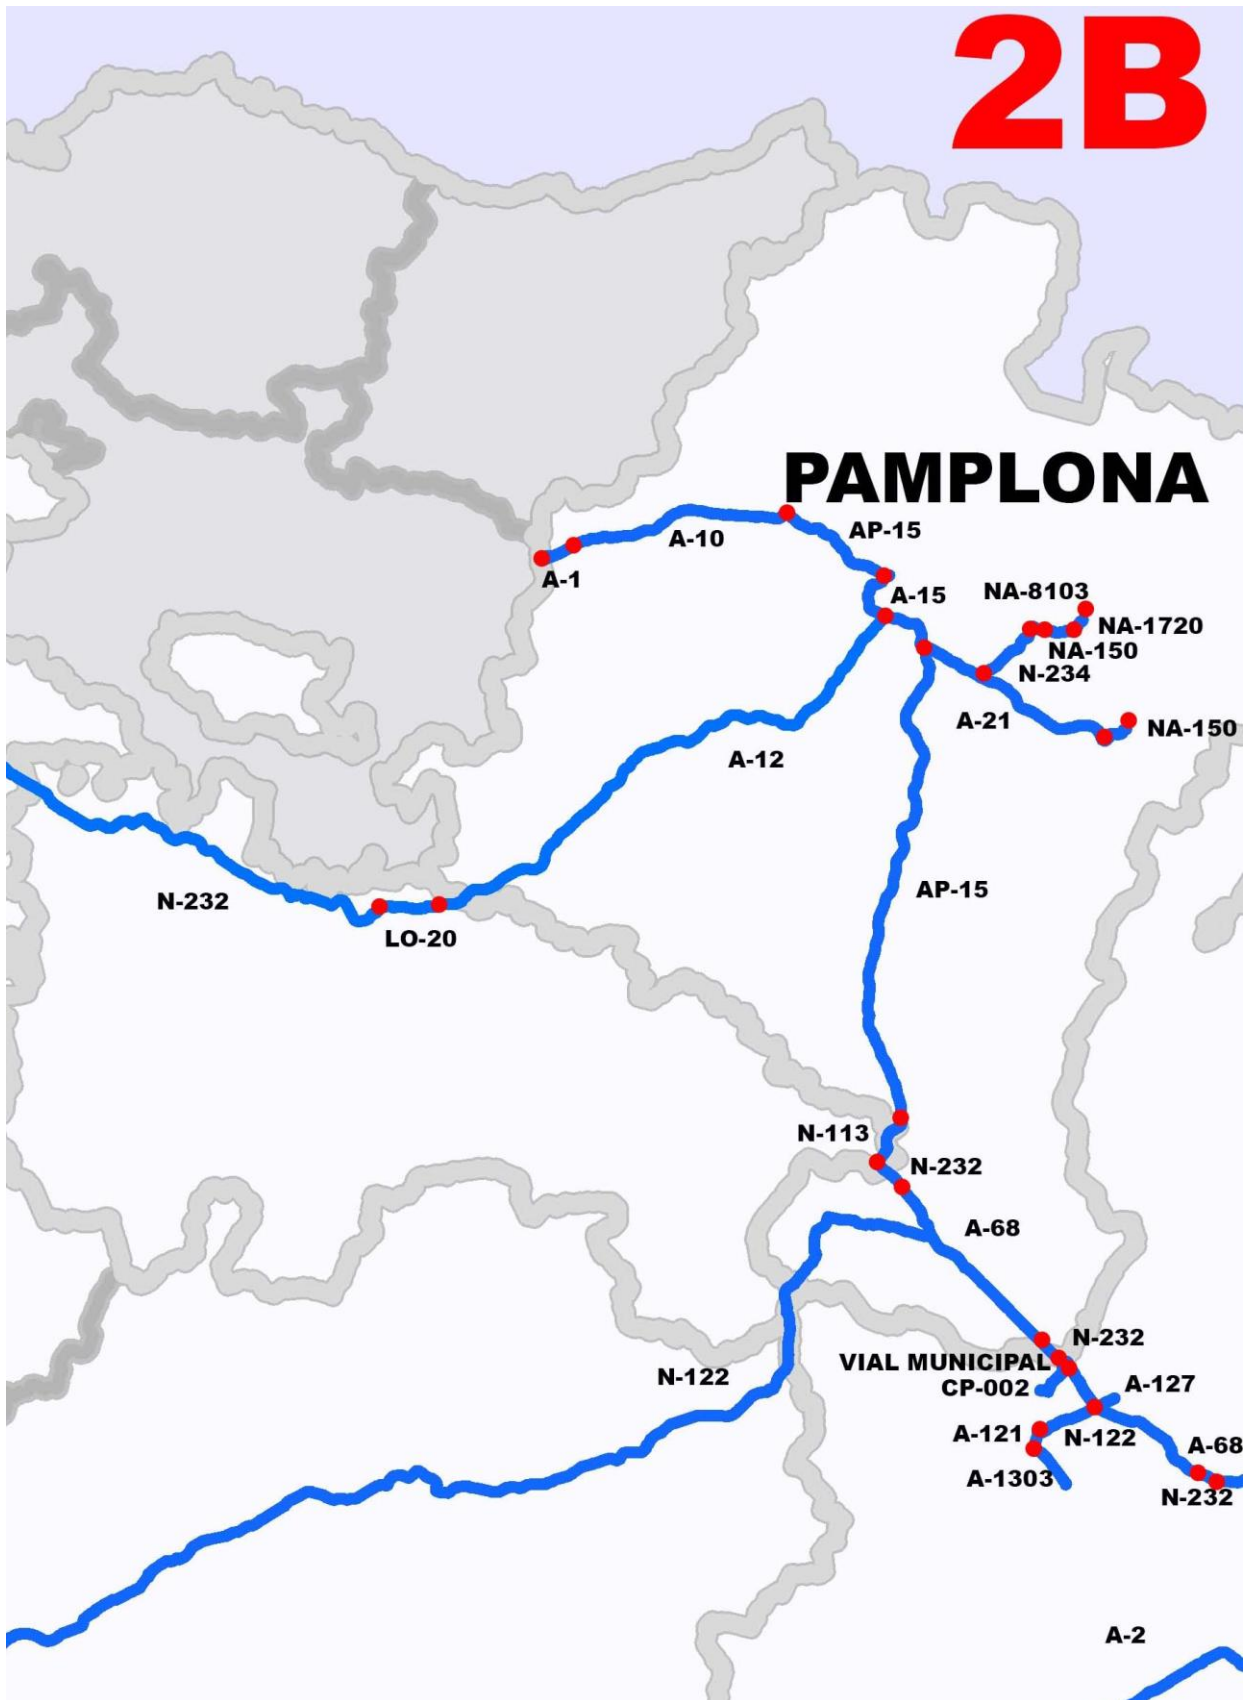 2B
PAMPLONA
AP-15
A-10
A-1
A-15
NA-8103
NA-1720
NA-150
N-234
A-21
NA-150
A-12
N-232
AP-15
LO-20
N-113
N-232
A-68
N-232
VIAL MUNICIPAL
CP-002
N-122
A-127
A-121
N-122
A-68
A-1303
N-232
A-2